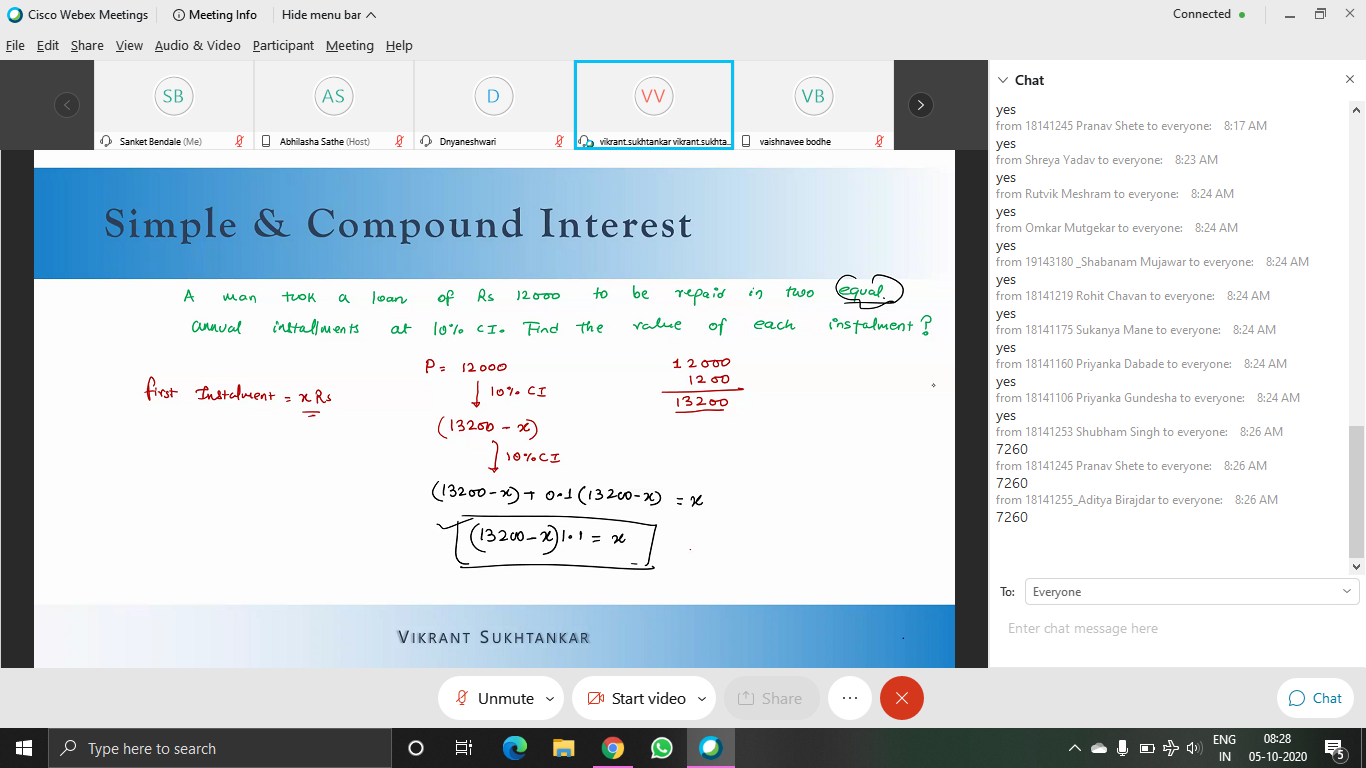 Cisco Webex Meetings
Meeting Info
Hide menu bar
Connected
File Edit Share View Audio & Video Participant Meeting Help
SB
AS
D
VV
VB
Sanket Bendale (Me)
Abhilasha Sathe (Host)
Dnyaneshwari
vikrant.sukhtankar vikrant.sukhta...
vaishnavee bodhe
Simple & Compound Interest
A man took a loan of Rs 12000 to be repaid in two equal
annual installments at 10% CI. Find the value of each instalment?
first Instalment = x Rs
P = 12000
10% CI
(13200 - x)
10% CI
(13200 - x) + 0.1 (13200 - x) = x
(13200 - x) 1.1 = x
12000
1200
13200
VIKRANT SUKHTANKAR
Chat
yes
from 18141245 Pranav Shete to everyone: 8:17 AM
yes
from Shreya Yadav to everyone: 8:23 AM
yes
from Rutvik Meshram to everyone: 8:24 AM
yes
from Omkar Mutgekar to everyone: 8:24 AM
yes
from 19143180 _Shabanam Mujawar to everyone: 8:24 AM
yes
from 18141219 Rohit Chavan to everyone: 8:24 AM
yes
from 18141175 Sukanya Mane to everyone: 8:24 AM
yes
from 18141160 Priyanka Dabade to everyone: 8:24 AM
yes
from 18141106 Priyanka Gundesha to everyone: 8:24 AM
yes
from 18141253 Shubham Singh to everyone: 8:26 AM
7260
from 18141245 Pranav Shete to everyone: 8:26 AM
7260
from 18141255_Aditya Birajdar to everyone: 8:26 AM
7260
To: Everyone
Enter chat message here
Unmute
Start video
Share
Chat
Type here to search
ENG
IN
08:28
05-10-2020
5